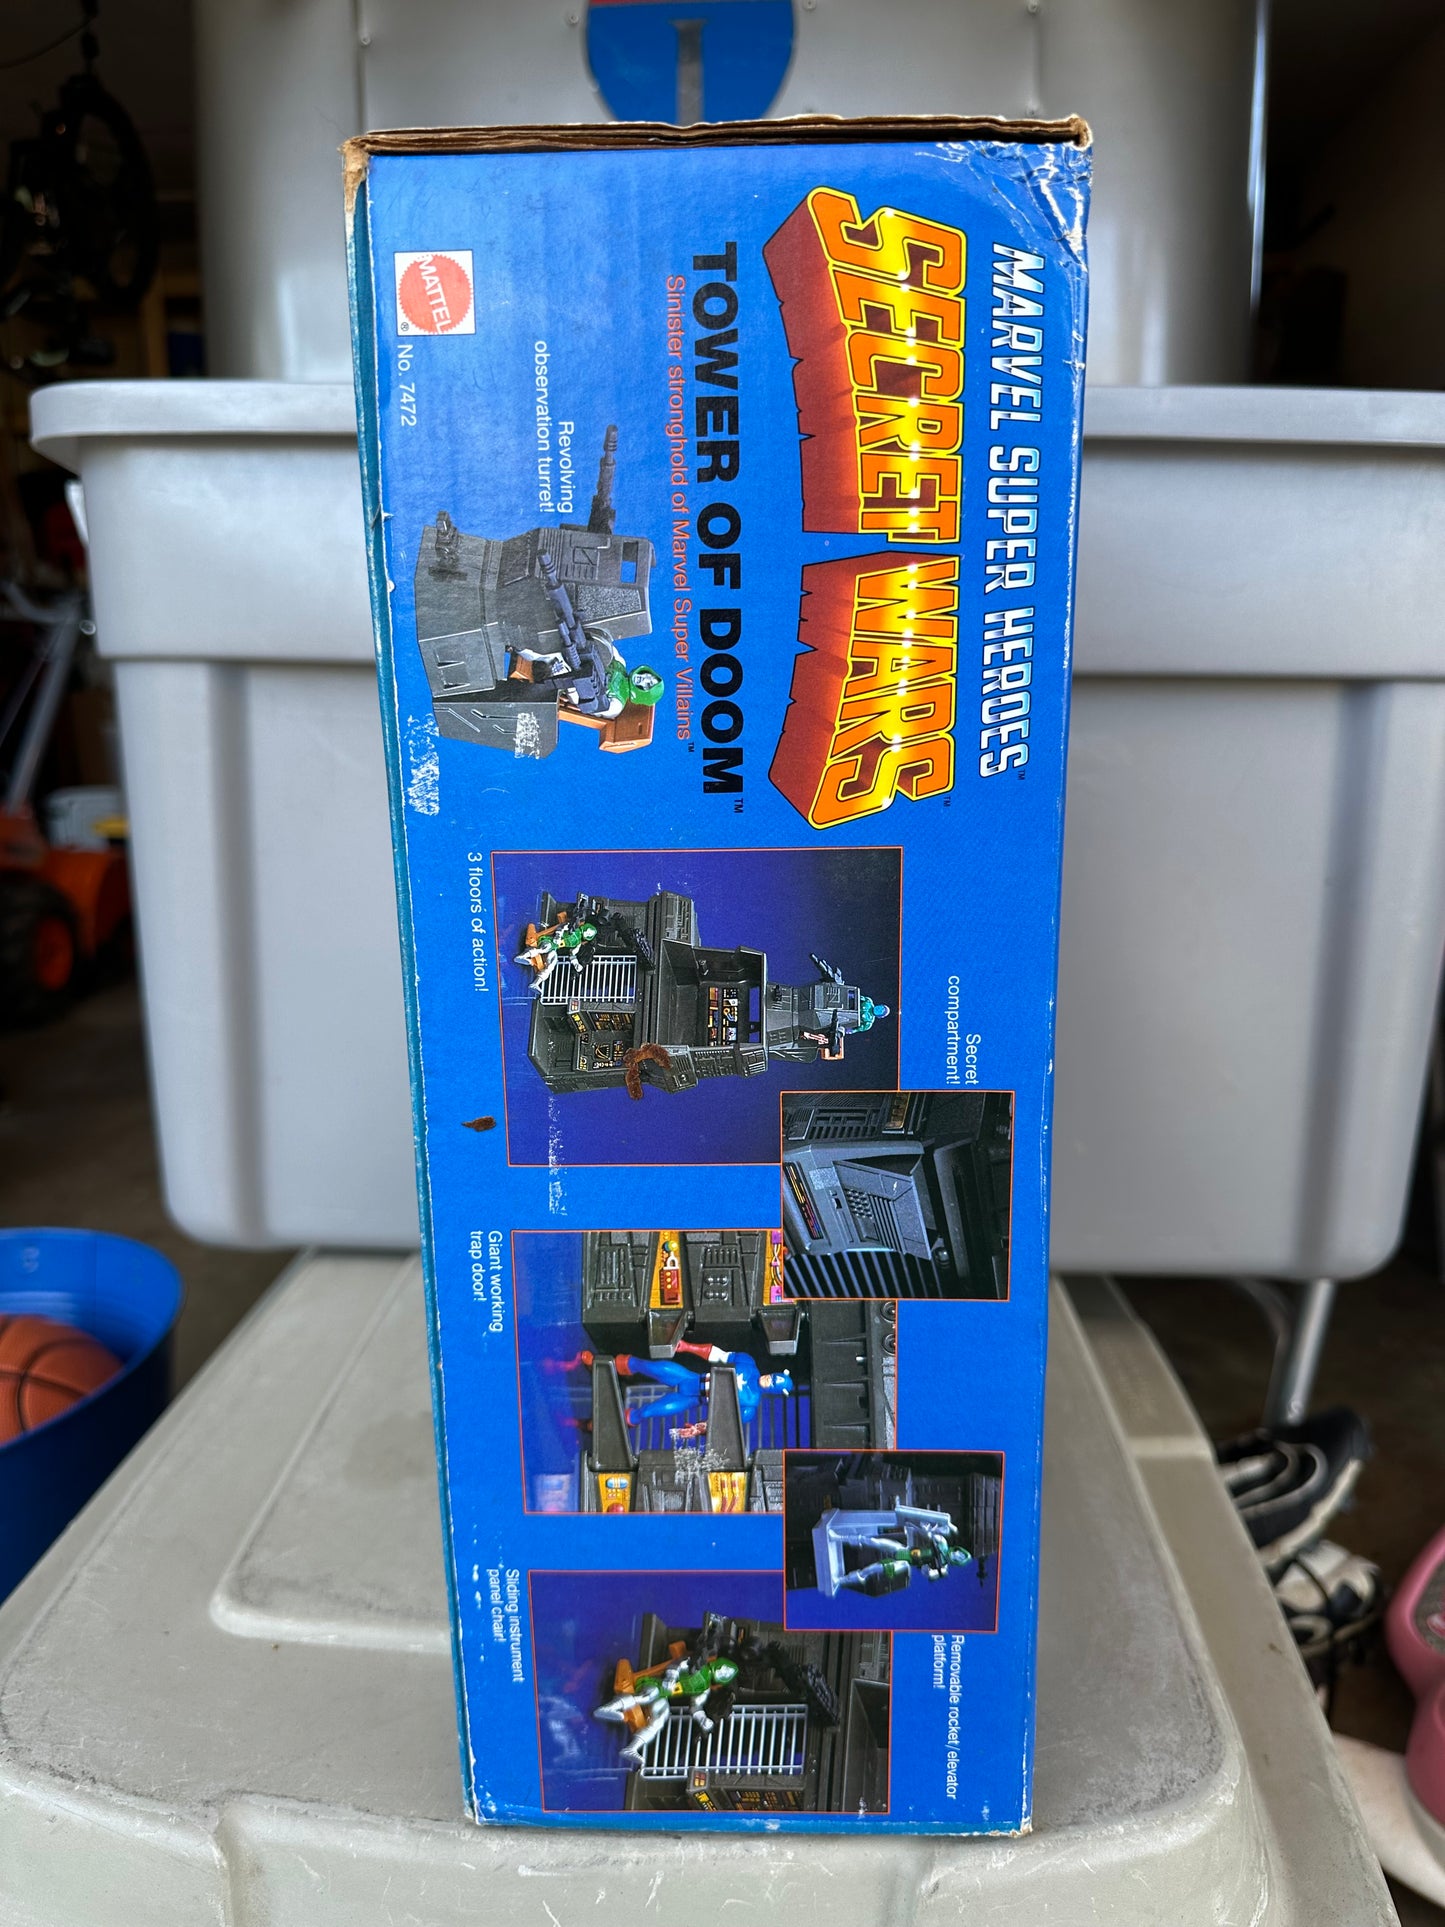 MARVEL SUPER HEROES™
SECRET WARS™
TOWER OF DOOM™
Sinister stronghold of Marvel Super Villains™
Revolving
observation turret!
MATTEL
® No. 7472
Secret
compartment!
3 floors of action!
Giant working
trap door!
Removable rocket/elevator
platform!
Sliding instrument
panel chair!